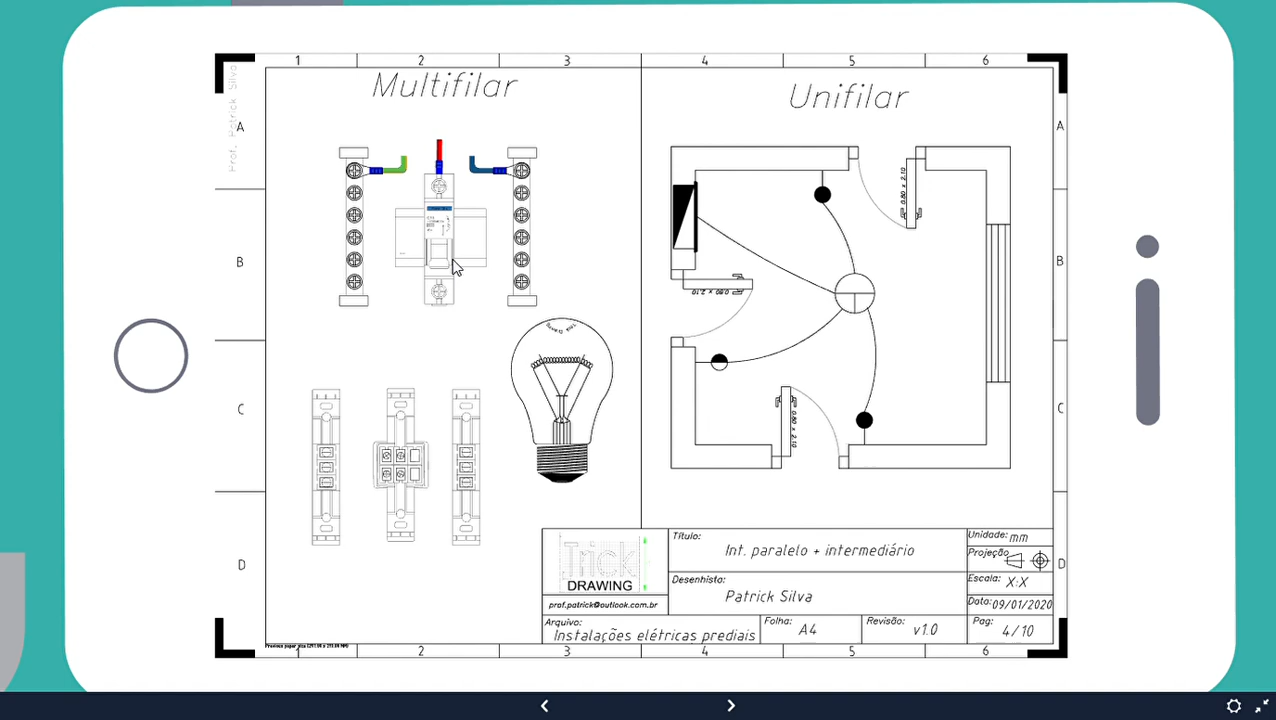 1 2 3 4 5 6
Prof. Patrick Silva
Multifilar
Unifilar
A A
B B
C C
D D
0.80 x 2.10
0.80 x 2.10
0.80 x 2.10
Trick
DRAWING
prof.patrick@outlook.com.br
Título:
Int. paralelo + intermediário
Desenhista:
Patrick Silva
Arquivo:
Instalações elétricas prediais
Folha: A4
Revisão: v1.0
Unidade: mm
Projeção
Escala: X:X
Data: 09/01/2020
Pag: 4/10
1 2 3 4 5 6